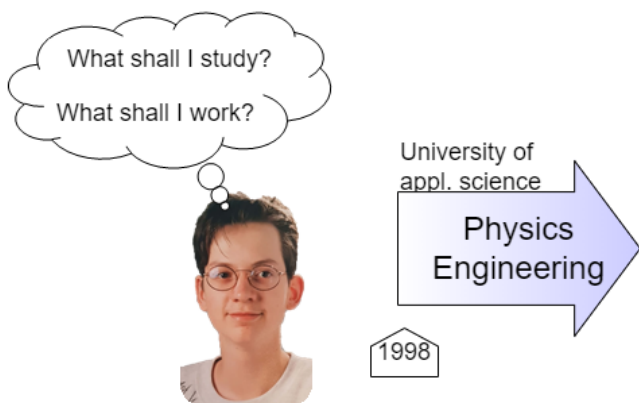 What shall I study?
What shall I work?
University of
appl. science
Physics
Engineering
1998